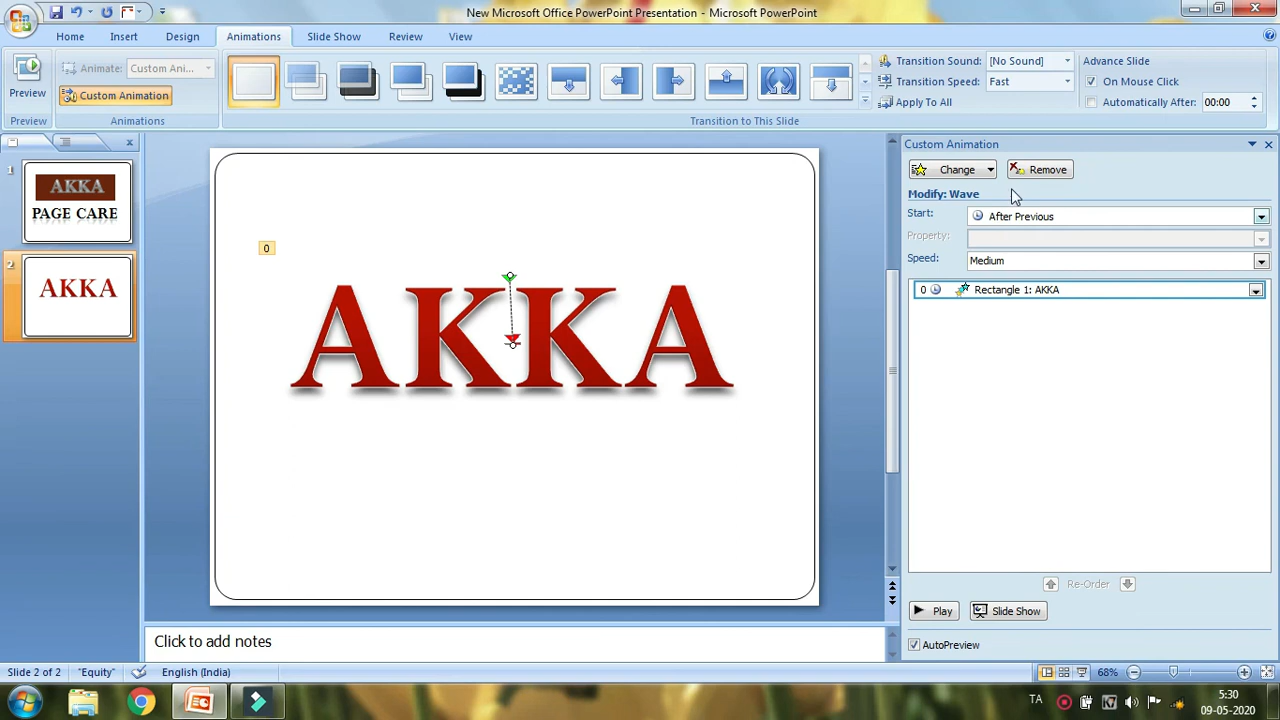 New Microsoft Office PowerPoint Presentation - Microsoft PowerPoint
Home Insert Design Animations Slide Show Review View
Animate: Custom Ani...
Custom Animation
Preview
Preview
Animations
Transition Sound: [No Sound]
Transition Speed: Fast
Apply To All
Advance Slide
On Mouse Click
Automatically After: 00:00
Transition to This Slide
1
AKKA
PAGE CARE
2
AKKA
0
AKKA
Custom Animation
Change Remove
Modify: Wave
Start: After Previous
Property:
Speed: Medium
0 Rectangle 1: AKKA
Re-Order
Play Slide Show
AutoPreview
Click to add notes
Slide 2 of 2 "Equity" English (India) 68%
TA 5:30
09-05-2020